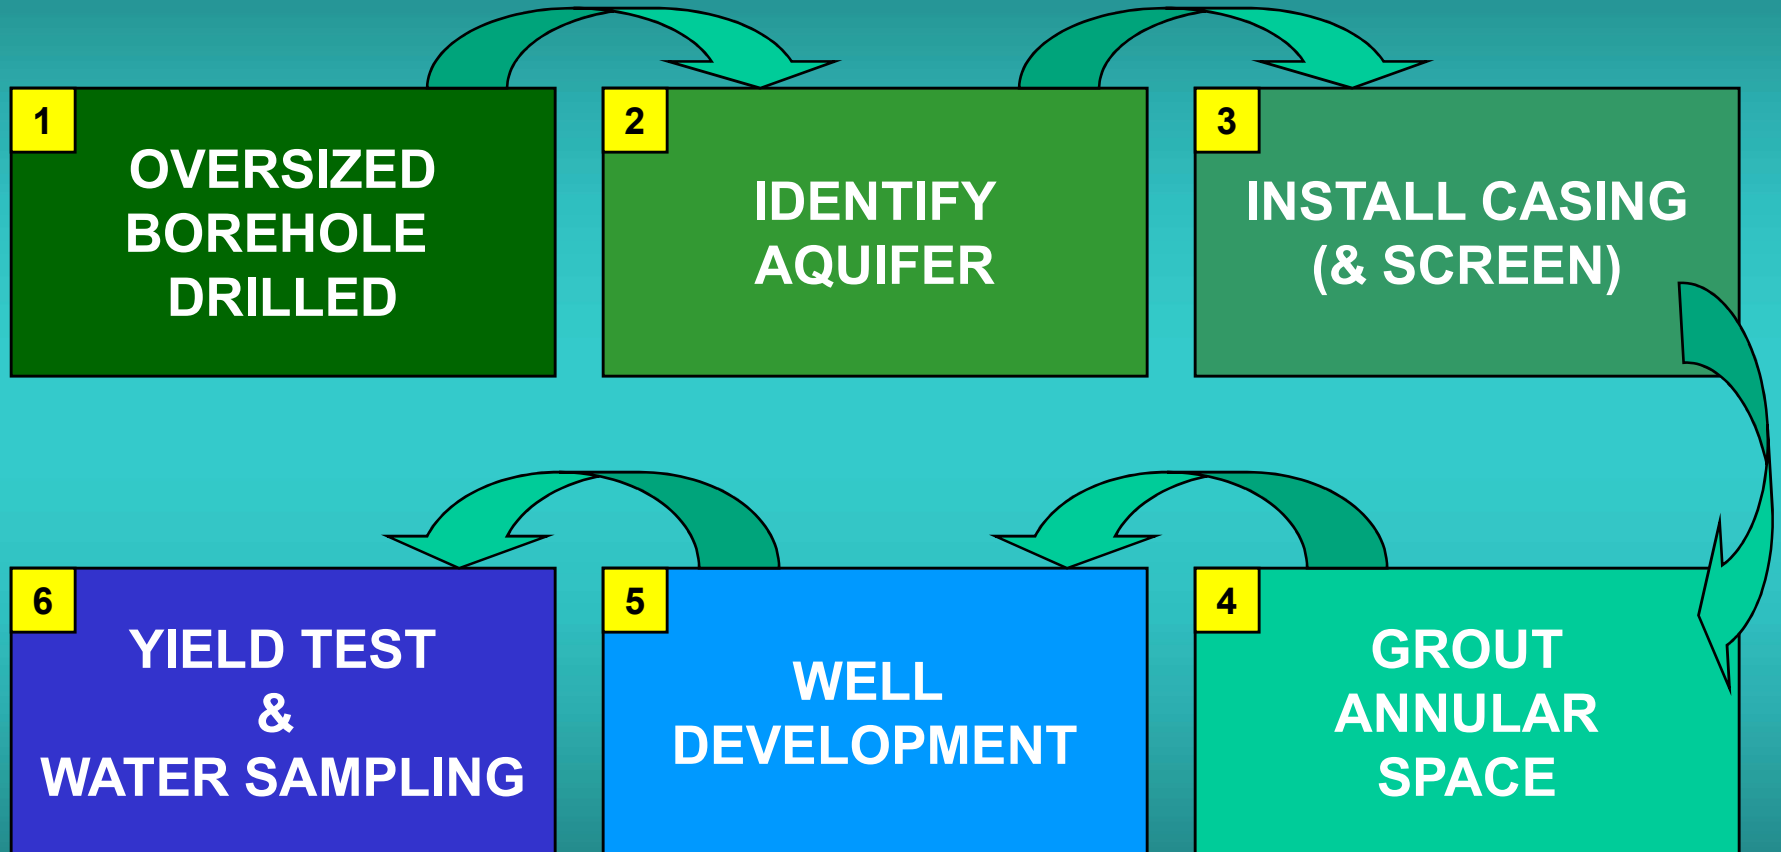 1
OVERSIZED
BOREHOLE
DRILLED
2
IDENTIFY
AQUIFER
3
INSTALL CASING
(& SCREEN)
4
GROUT
ANNULAR
SPACE
5
WELL
DEVELOPMENT
6
YIELD TEST
&
WATER SAMPLING